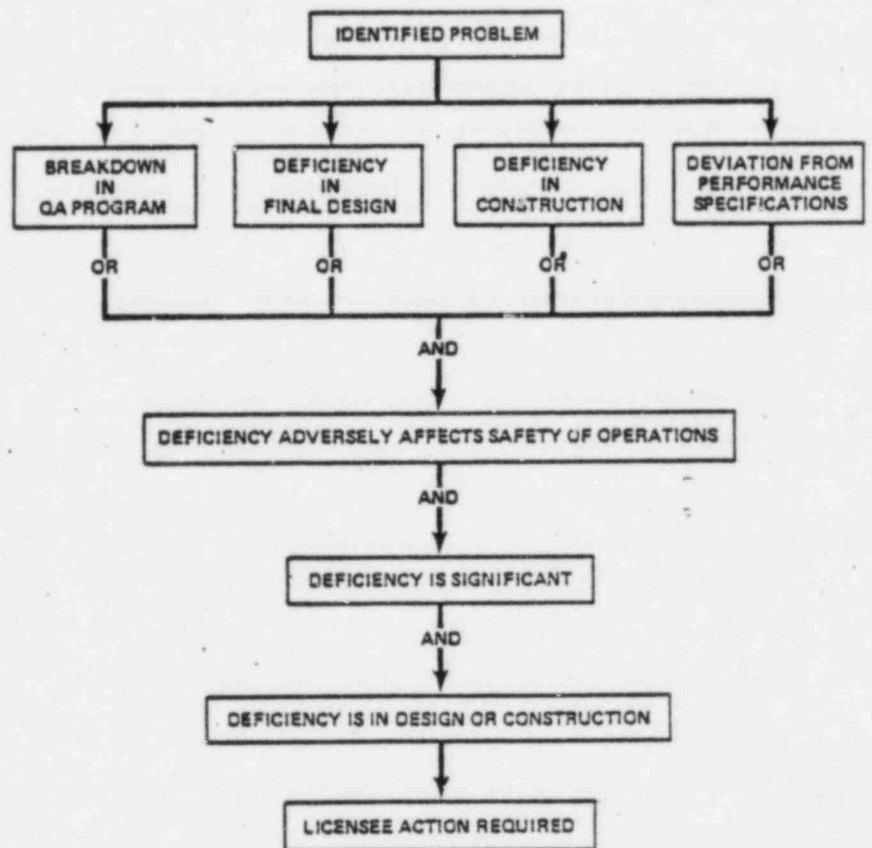 IDENTIFIED PROBLEM
BREAKDOWN
IN
QA PROGRAM
DEFICIENCY
IN
FINAL DESIGN
DEFICIENCY
IN
CONSTRUCTION
DEVIATION FROM
PERFORMANCE
SPECIFICATIONS
OR
OR
OR
OR
AND
DEFICIENCY ADVERSELY AFFECTS SAFETY OF OPERATIONS
AND
DEFICIENCY IS SIGNIFICANT
AND
DEFICIENCY IS IN DESIGN OR CONSTRUCTION
LICENSEE ACTION REQUIRED